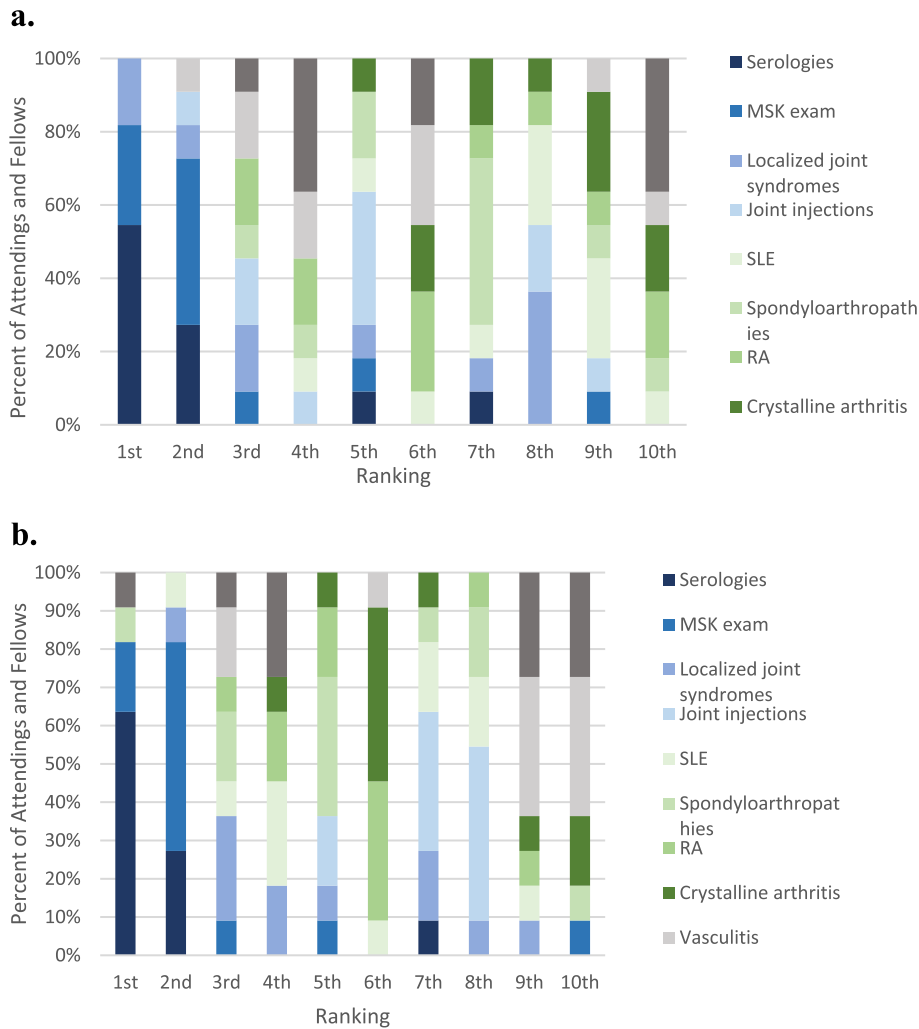 a.
100%
80%
60%
40%
20%
0%
Percent of Attendings and Fellows
1st 2nd 3rd 4th 5th 6th 7th 8th 9th 10th
Ranking
Serologies
MSK exam
Localized joint
syndromes
Joint injections
SLE
Spondyloarthropath
ies
RA
Crystalline arthritis
b.
100%
90%
80%
70%
60%
50%
40%
30%
20%
10%
0%
Percent of Attendings and Fellows
1st 2nd 3rd 4th 5th 6th 7th 8th 9th 10th
Ranking
Serologies
MSK exam
Localized joint
syndromes
Joint injections
SLE
Spondyloarthropat
hies
RA
Crystalline arthritis
Vasculitis